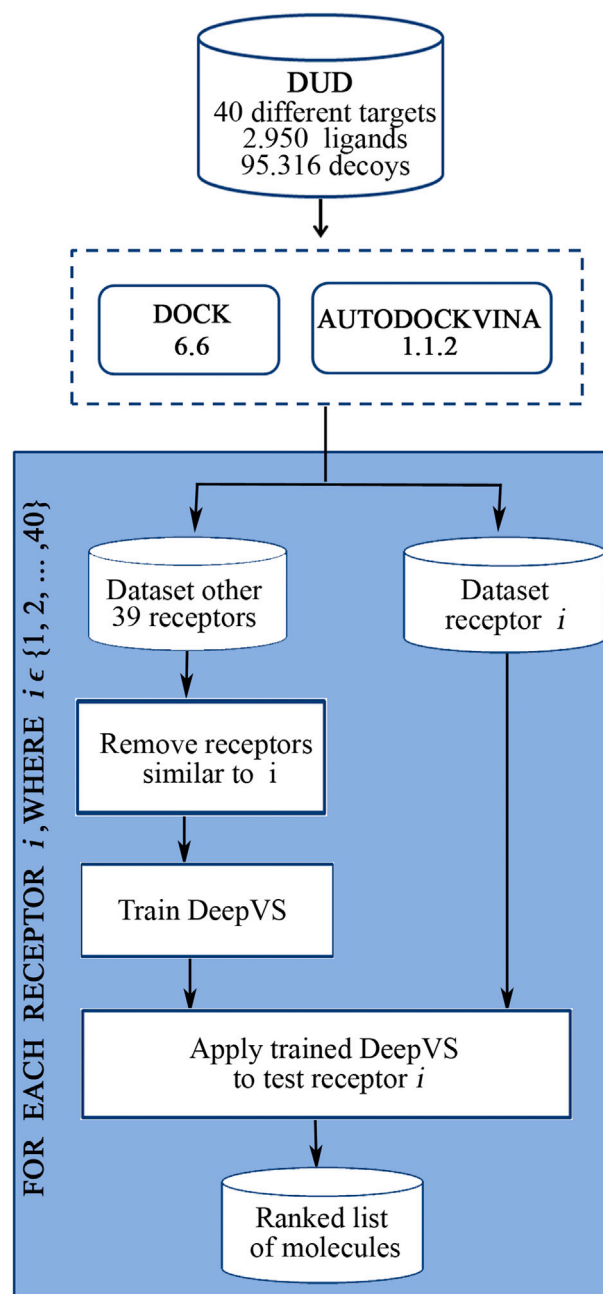 DUD
40 different targets
2.950 ligands
95.316 decoys
DOCK
6.6
AUTODOCKVINA
1.1.2
FOR EACH RECEPTOR i,WHERE i ϵ {1, 2, ... ,40}
Dataset other
39 receptors
Dataset
receptor i
Remove receptors
similar to i
Train DeepVS
Apply trained DeepVS
to test receptor i
Ranked list
of molecules